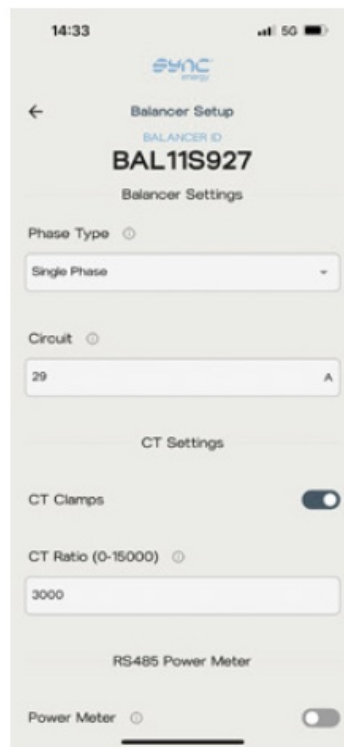 14:33
5G
sync
energy
Balancer Setup
BALANCER ID
BAL11S927
Balancer Settings
Phase Type
Single Phase
Circuit
29 A
CT Settings
CT Clamps
CT Ratio (0-15000)
3000
RS485 Power Meter
Power Meter